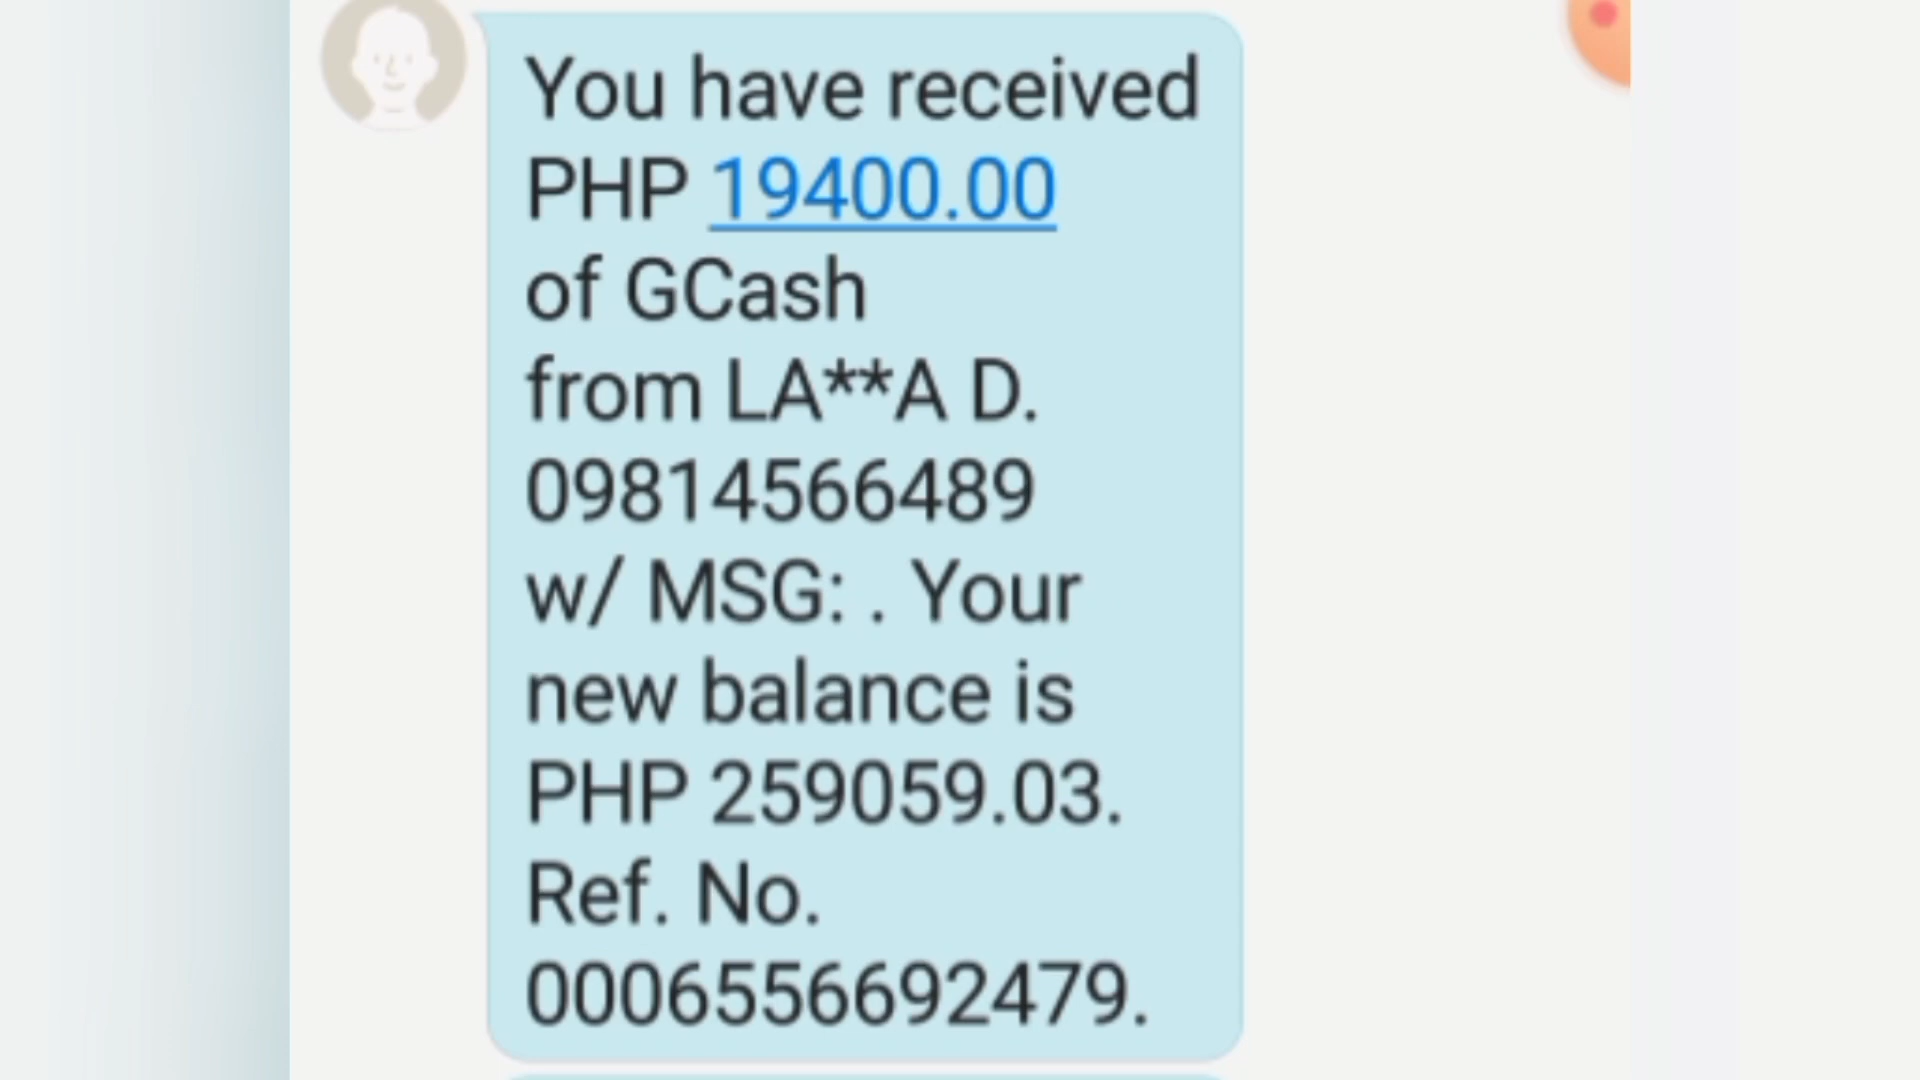 You have received
PHP 19400.00
of GCash
from LA**A D.
09814566489
w/ MSG: . Your
new balance is
PHP 259059.03.
Ref. No.
0006556692479.